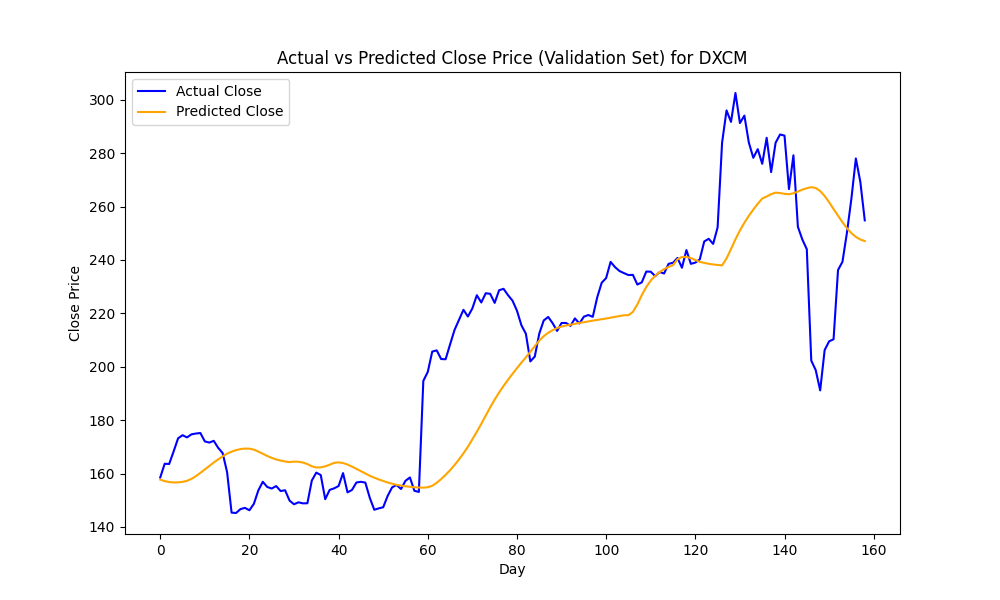 Actual vs Predicted Close Price (Validation Set) for DXCM
Actual Close
Predicted Close
Close Price
300
280
260
240
220
200
180
160
140
0 20 40 60 80 100 120 140 160
Day